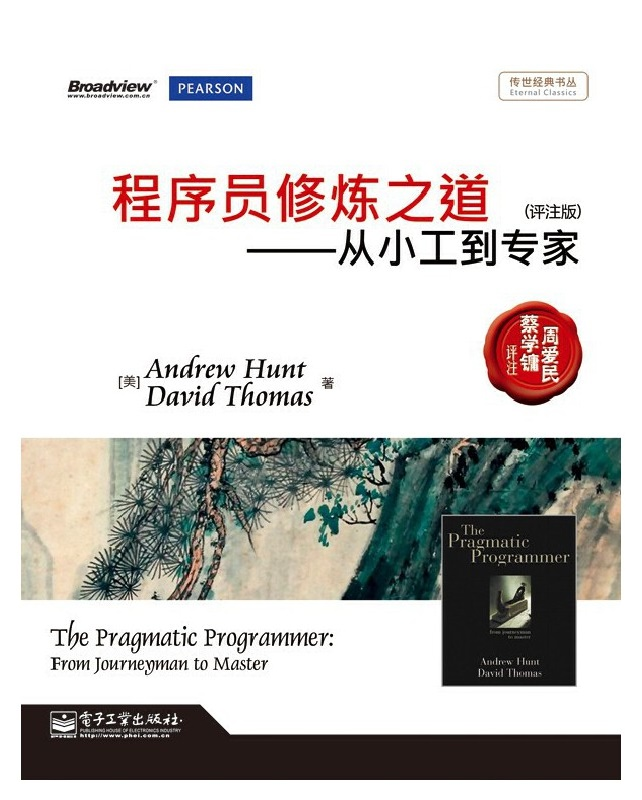 Broadview®
www.broadview.com.cn
PEARSON
传世经典书丛
Eternal Classics
程序员修炼之道
(评注版)
——从小工到专家
周爱民
蔡学镛
评注
[美] Andrew Hunt
David Thomas 著
The
Pragmatic
Programmer
from journeyman
to master
Andrew Hunt
David Thomas
The Pragmatic Programmer:
From Journeyman to Master
電子工業出版社.
PUBLISHING HOUSE OF ELECTRONICS INDUSTRY
http://www.phei.com.cn